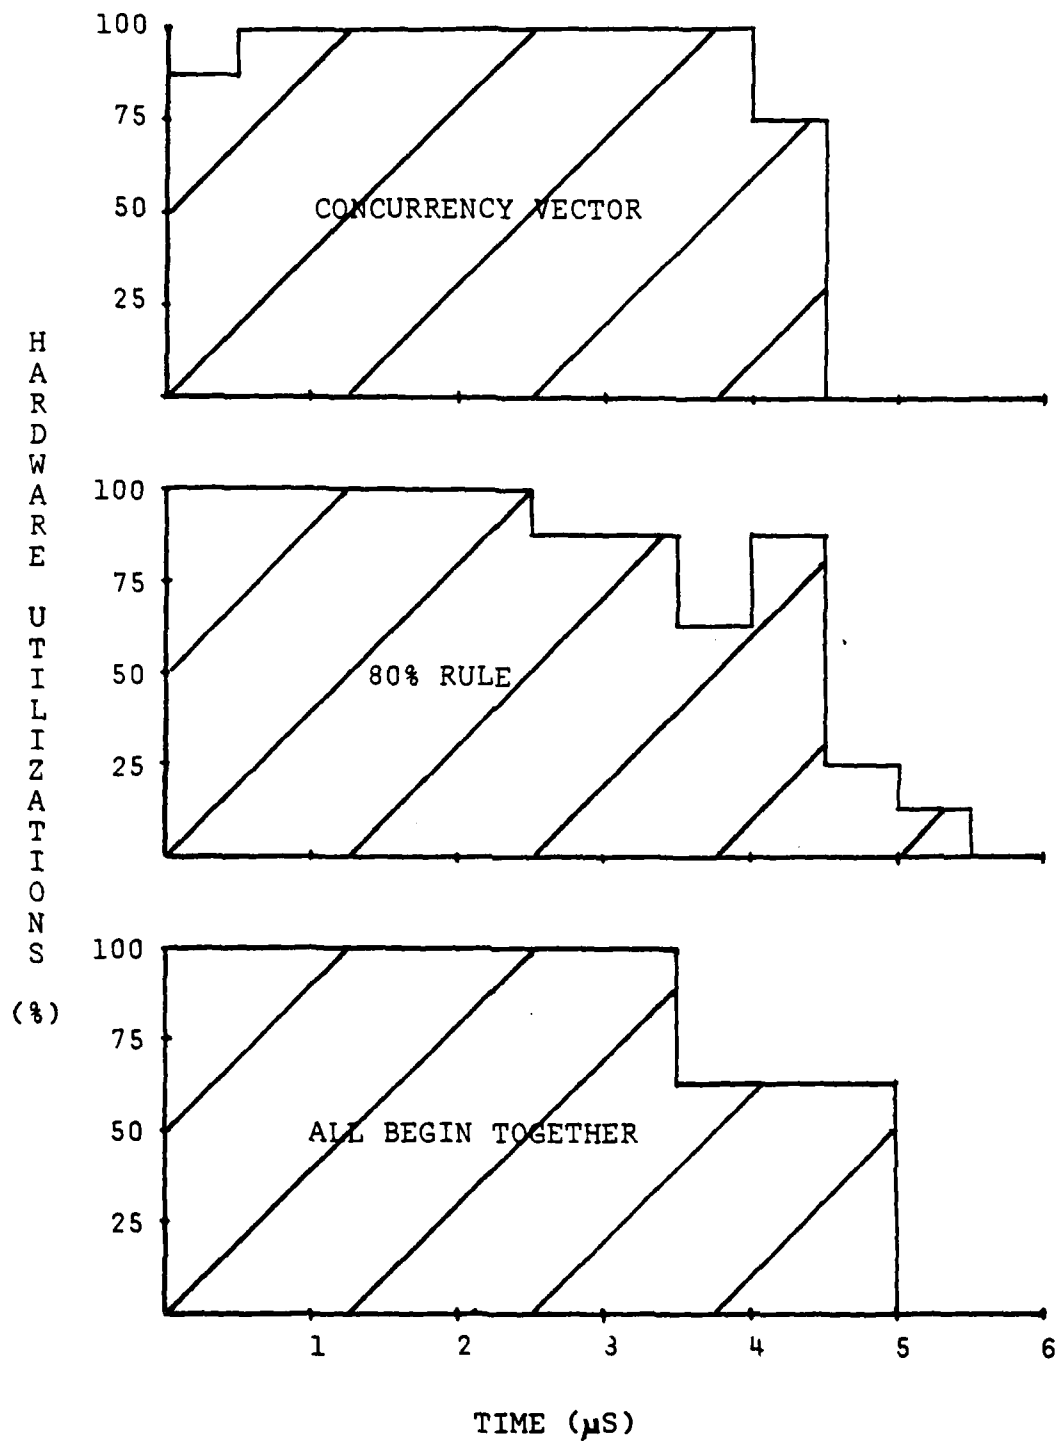 HARDWARE UTILIZATIONS
(%)
100
75
50
25
CONCURRENCY VECTOR
100
75
50
25
80% RULE
100
75
50
25
ALL BEGIN TOGETHER
1 2 3 4 5 6
TIME (µS)